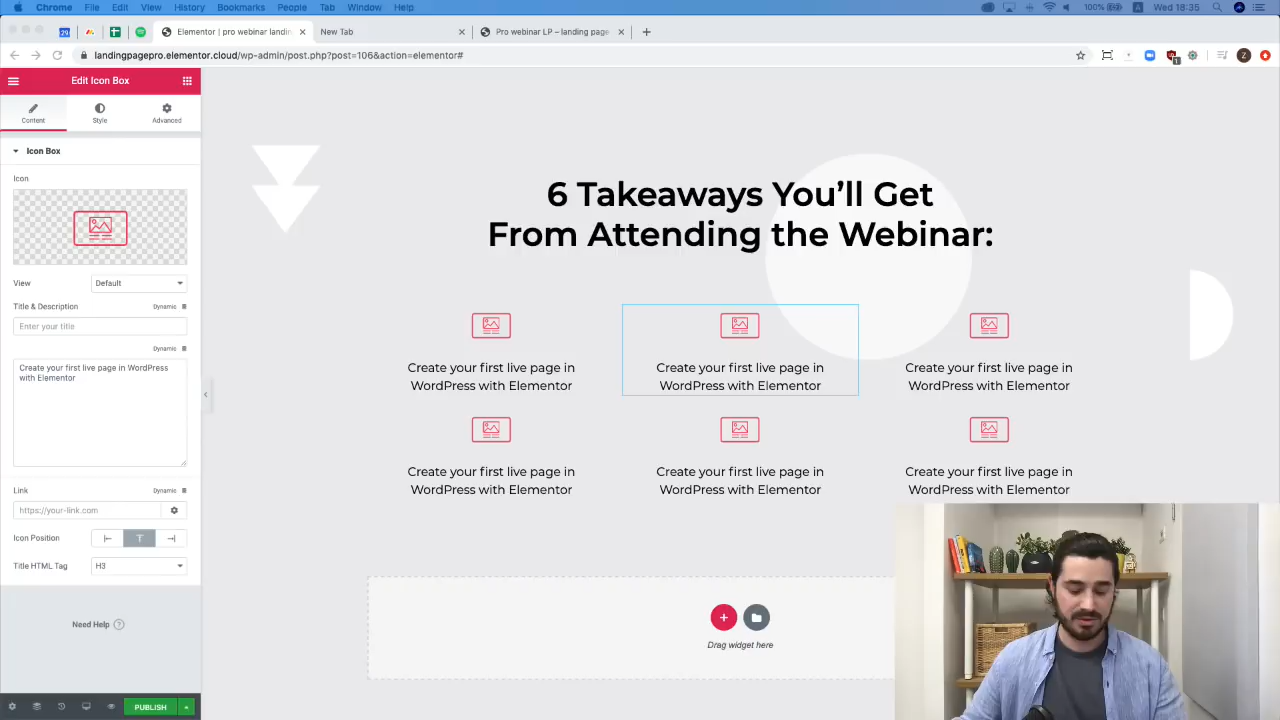 Chrome File Edit View History Bookmarks People Tab Window Help
100% Wed 18:35
Elementor | pro webinar landin
New Tab
Pro webinar LP – landing page
landingpagepro.elementor.cloud/wp-admin/post.php?post=106&action=elementor#
Edit Icon Box
Content
Style
Advanced
Icon Box
Icon
View
Default
Title & Description
Dynamic
Enter your title
Dynamic
Create your first live page in WordPress
with Elementor
Link
Dynamic
https://your-link.com
Icon Position
Title HTML Tag
H3
Need Help
PUBLISH
6 Takeaways You’ll Get
From Attending the Webinar:
Create your first live page in
WordPress with Elementor
Create your first live page in
WordPress with Elementor
Create your first live page in
WordPress with Elementor
Create your first live page in
WordPress with Elementor
Create your first live page in
WordPress with Elementor
Create your first live page in
WordPress with Elementor
Drag widget here